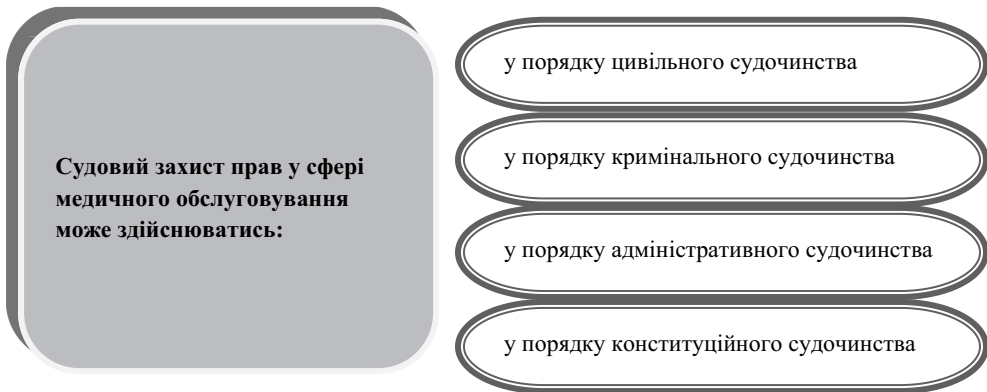 Судовий захист прав у сфері
медичного обслуговування
може здійснюватись:
у порядку цивільного судочинства
у порядку кримінального судочинства
у порядку адміністративного судочинства
у порядку конституційного судочинства